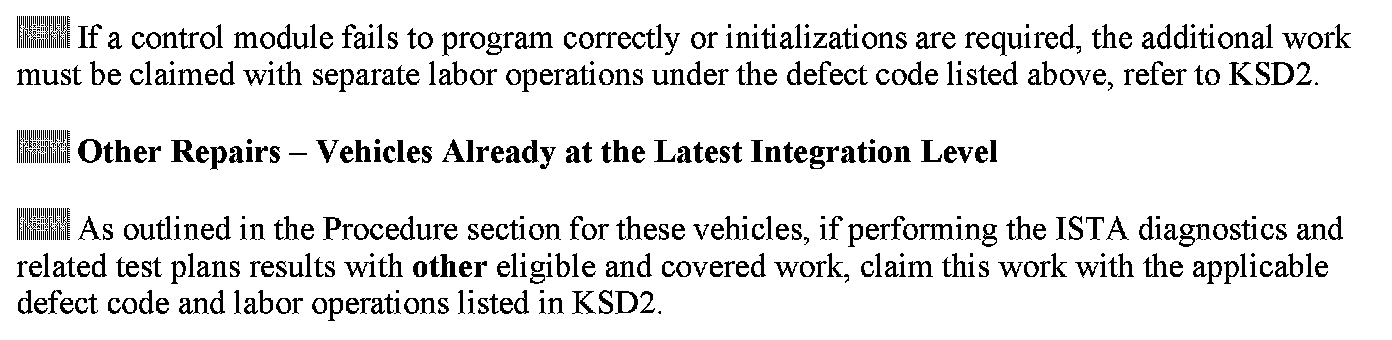 If a control module fails to program correctly or initializations are required, the additional work
must be claimed with separate labor operations under the defect code listed above, refer to KSD2.
Other Repairs – Vehicles Already at the Latest Integration Level
As outlined in the Procedure section for these vehicles, if performing the ISTA diagnostics and
related test plans results with other eligible and covered work, claim this work with the applicable
defect code and labor operations listed in KSD2.